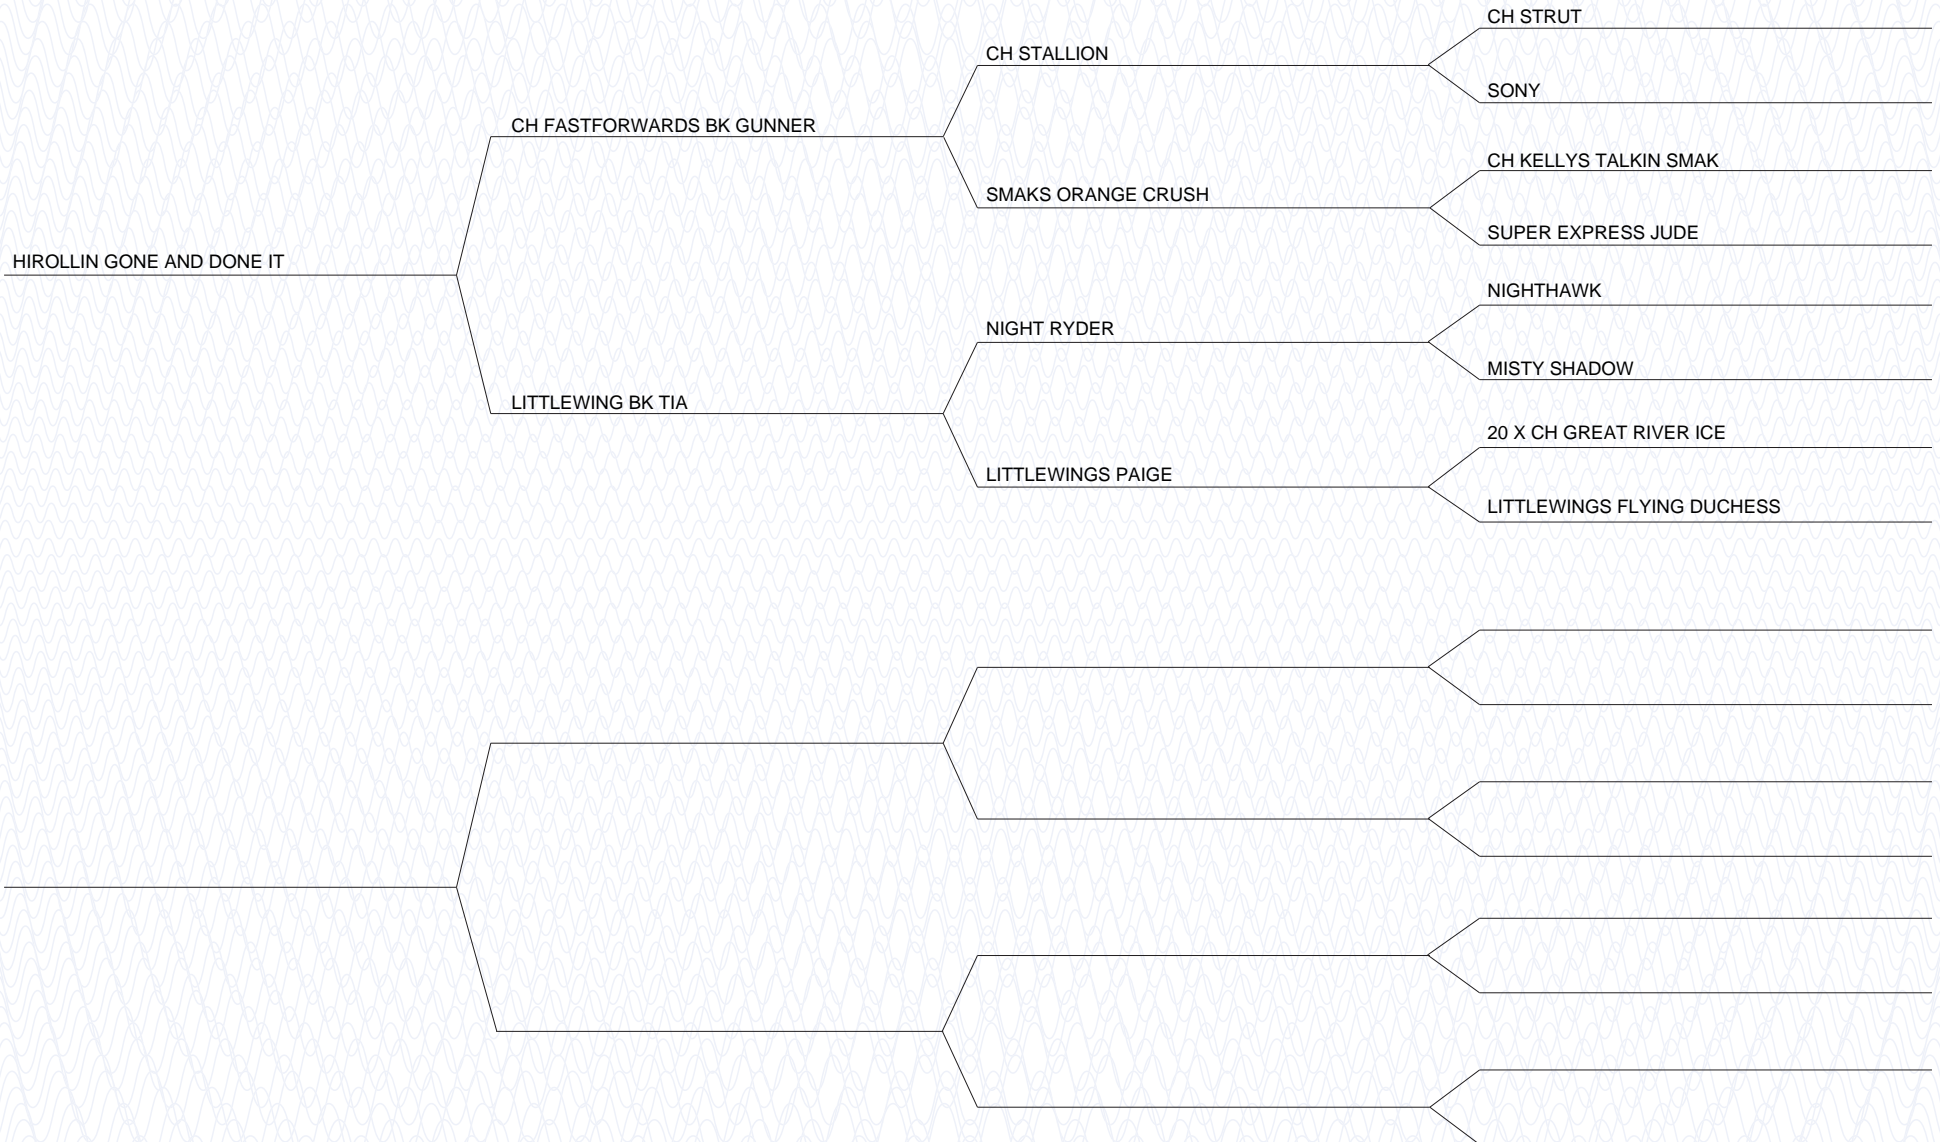 CH STRUT
CH STALLION
SONY
CH FASTFORWARDS BK GUNNER
CH KELLYS TALKIN SMAK
SMAKS ORANGE CRUSH
SUPER EXPRESS JUDE
HIROLLIN GONE AND DONE IT
NIGHTHAWK
NIGHT RYDER
MISTY SHADOW
LITTLEWING BK TIA
20 X CH GREAT RIVER ICE
LITTLEWINGS PAIGE
LITTLEWINGS FLYING DUCHESS